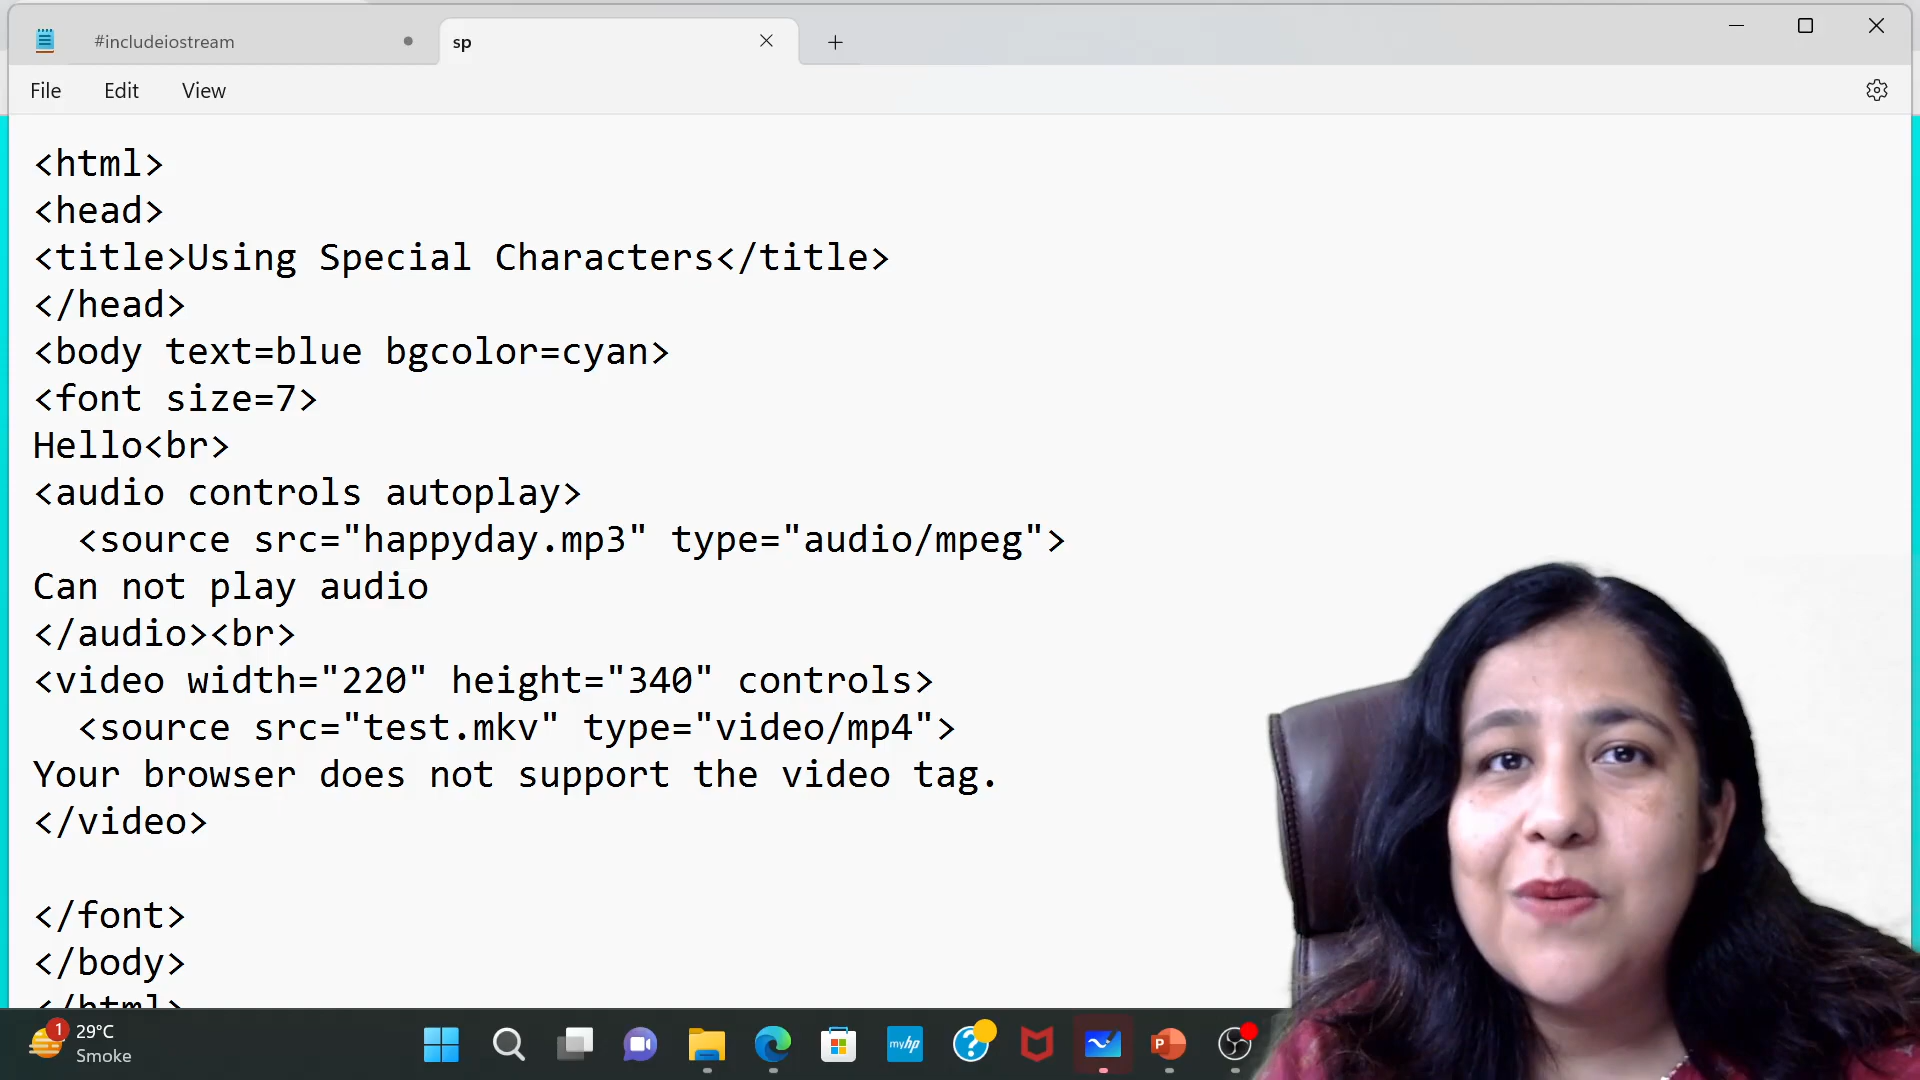 #includeiostream
sp
File Edit View
<html>
<head>
<title>Using Special Characters</title>
</head>
<body text=blue bgcolor=cyan>
<font size=7>
Hello<br>
<audio controls autoplay>
  <source src="happyday.mp3" type="audio/mpeg">
Can not play audio
</audio><br>
<video width="220" height="340" controls>
  <source src="test.mkv" type="video/mp4">
Your browser does not support the video tag.
</video>
</font>
</body>
</html>
1
29°C
Smoke
myhp
?
P